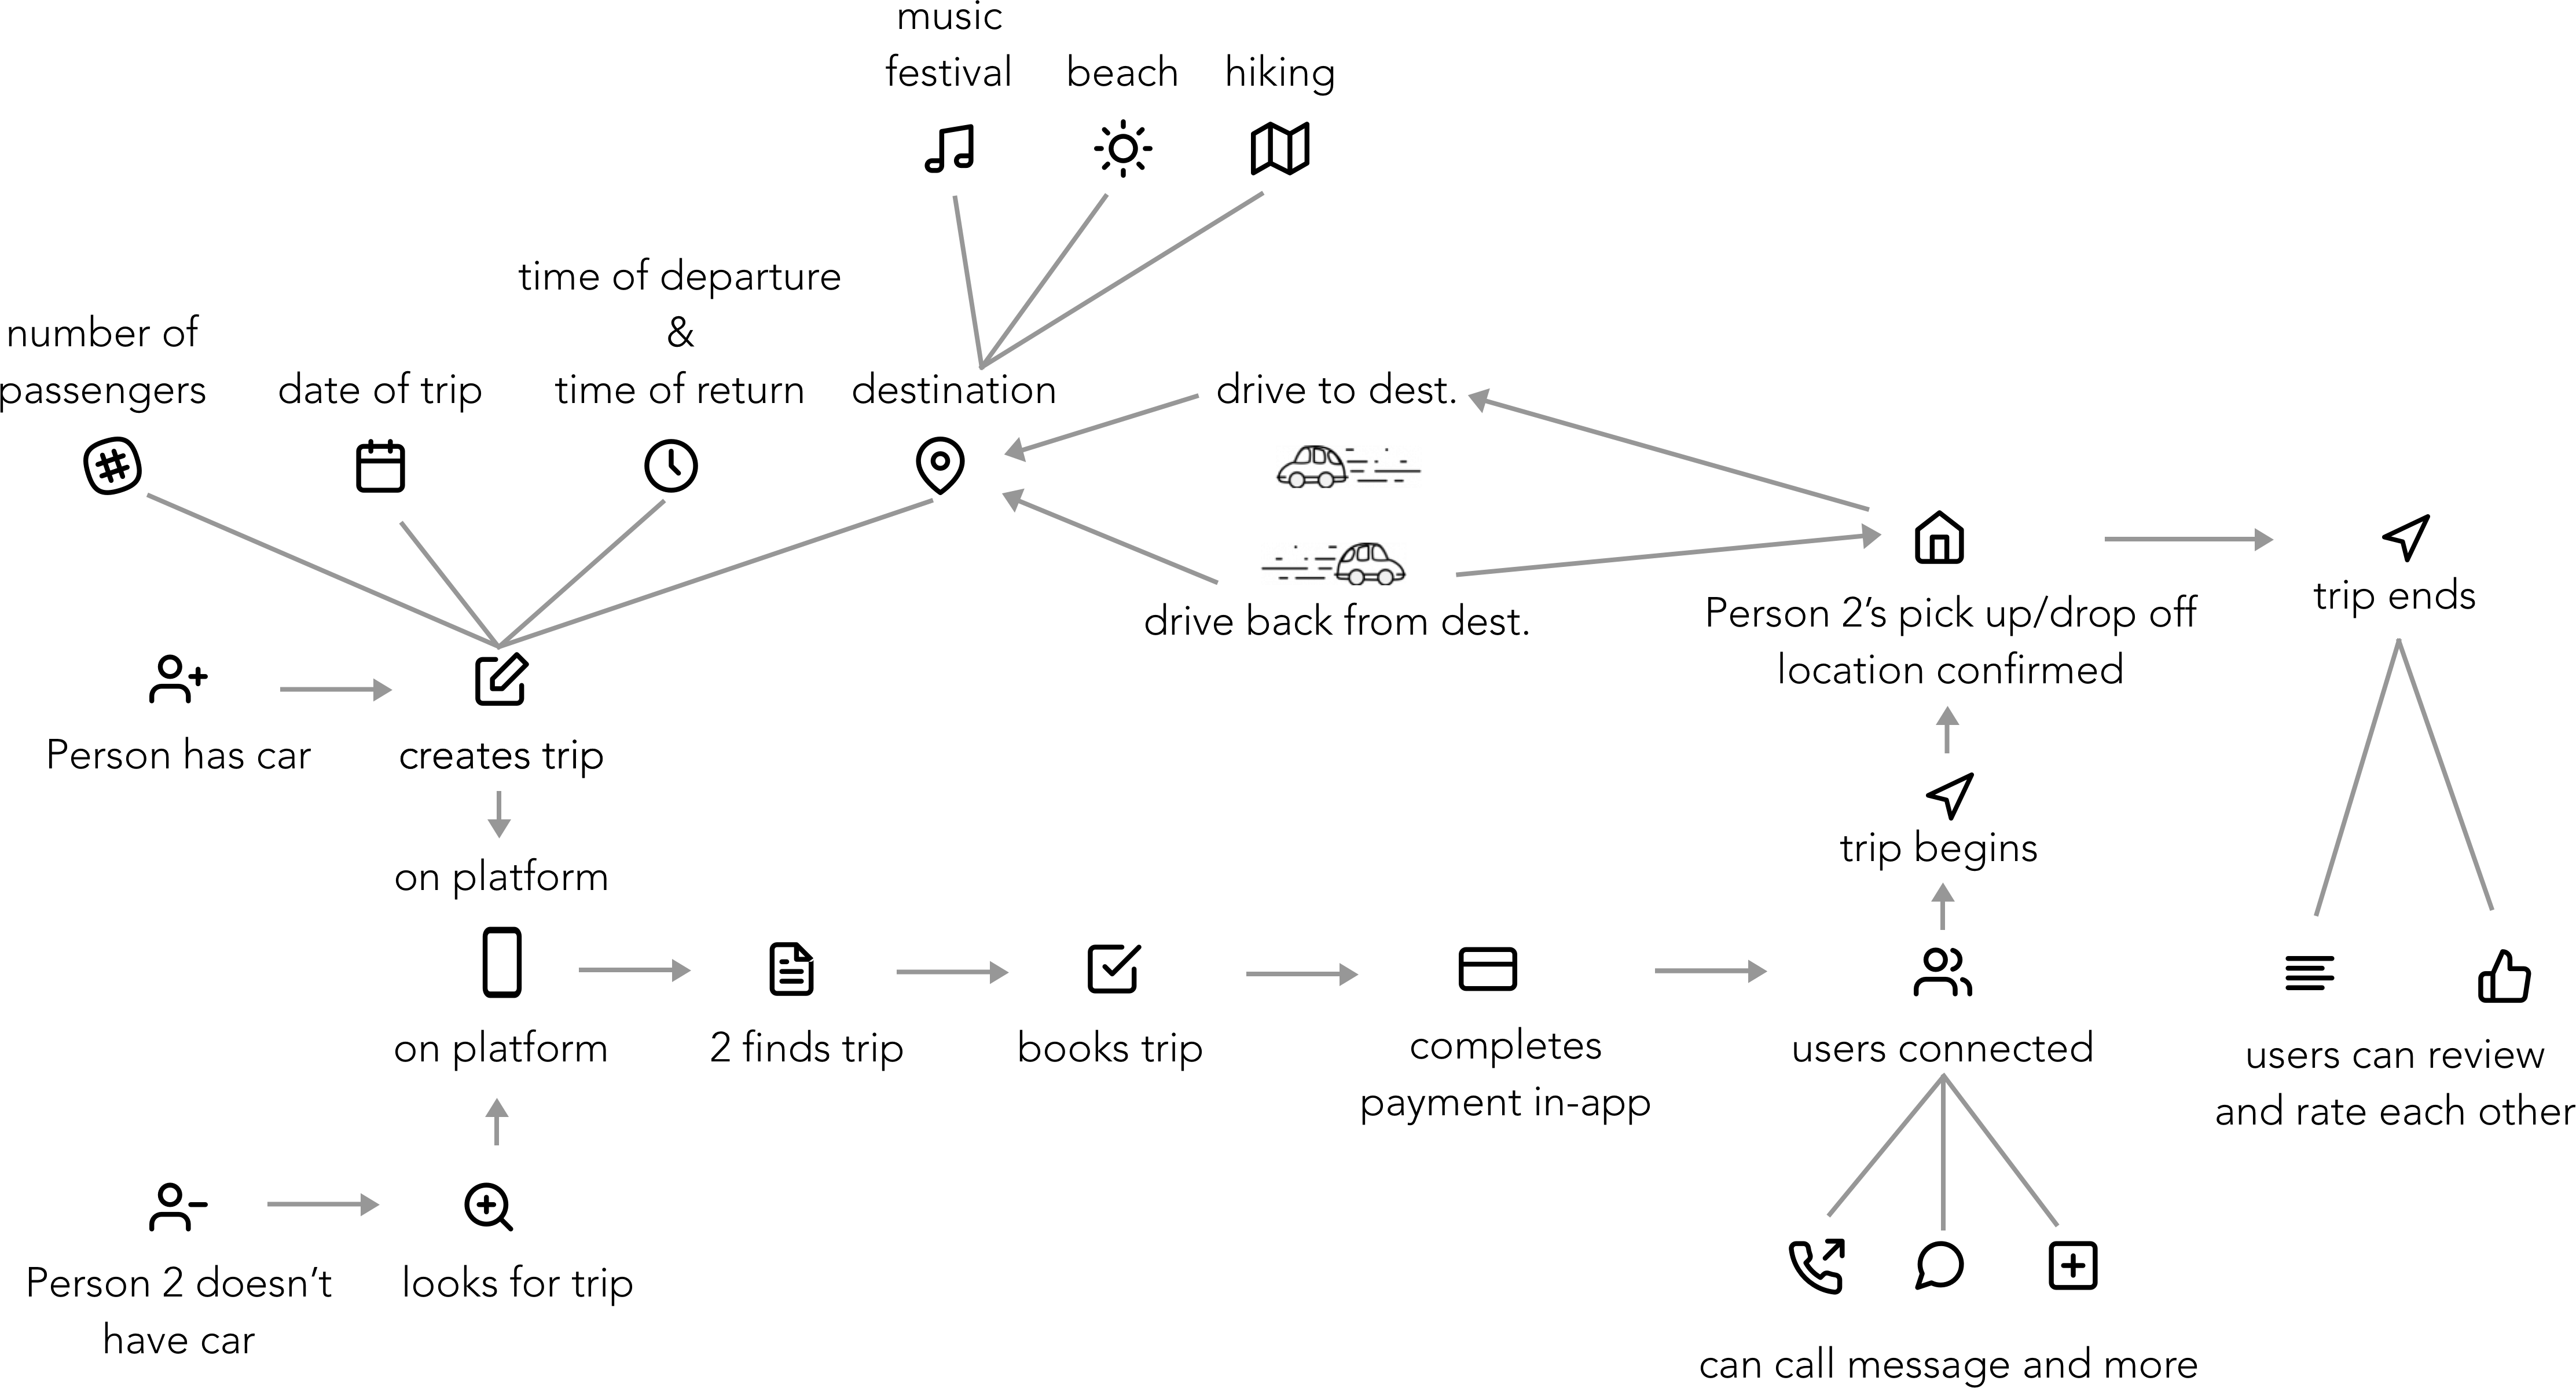 music
festival
beach
hiking
time of departure
&
time of return
number of
passengers
date of trip
destination
drive to dest.
drive back from dest.
Person 2’s pick up/drop off
location confirmed
trip ends
Person has car
creates trip
on platform
trip begins
on platform
2 finds trip
books trip
completes
payment in-app
users connected
users can review
and rate each other
Person 2 doesn’t
have car
looks for trip
can call message and more